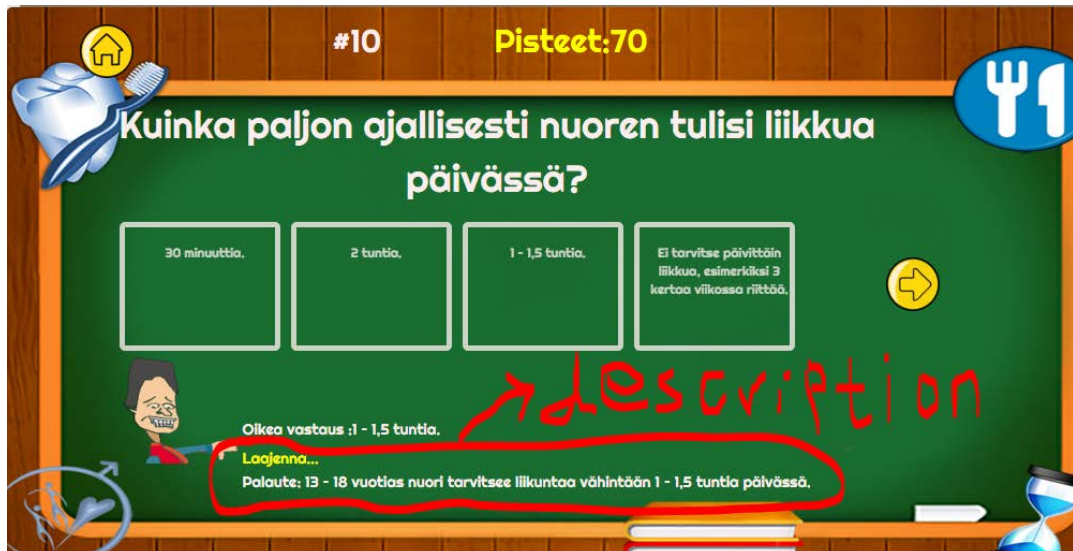 #10
Pisteet:70
Kuinka paljon ajallisesti nuoren tulisi liikkua
päivässä?
30 minuuttia.
2 tuntia.
1 - 1,5 tuntia.
Ei tarvitse päivittäin
liikkua, esimerkiksi 3
kertaa viikossa riittää.
description
Oikea vastaus :1 - 1,5 tuntia.
Laajenna...
Palaute: 13 - 18 vuotias nuori tarvitsee liikuntaa vähintään 1 - 1,5 tuntia päivässä.